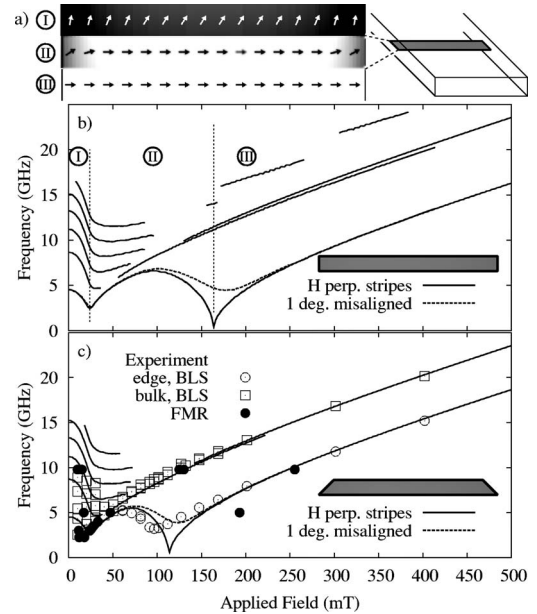 a)
I
II
III
b)
I
II
III
Frequency (GHz)
20
15
10
5
0
H perp. stripes
1 deg. misaligned
c)
Experiment
edge, BLS
bulk, BLS
FMR
Frequency (GHz)
20
15
10
5
0
H perp. stripes
1 deg. misaligned
0 50 100 150 200 250 300 350 400 450 500
Applied Field (mT)